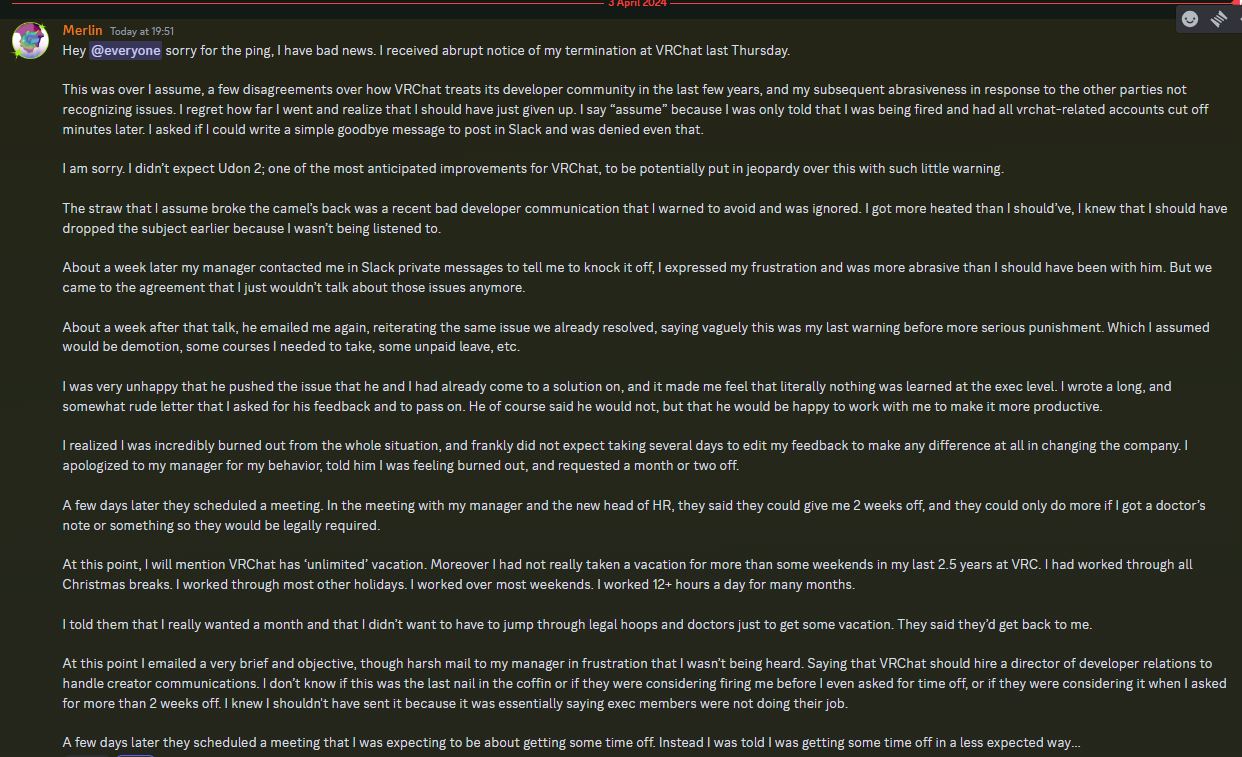 3 April 2024
Merlin Today at 19:51
Hey @everyone sorry for the ping, I have bad news. I received abrupt notice of my termination at VRChat last Thursday.
This was over I assume, a few disagreements over how VRChat treats its developer community in the last few years, and my subsequent abrasiveness in response to the other parties not
recognizing issues. I regret how far I went and realize that I should have just given up. I say “assume” because I was only told that I was being fired and had all vrchat-related accounts cut off
minutes later. I asked if I could write a simple goodbye message to post in Slack and was denied even that.
I am sorry. I didn’t expect Udon 2; one of the most anticipated improvements for VRChat, to be potentially put in jeopardy over this with such little warning.
The straw that I assume broke the camel’s back was a recent bad developer communication that I warned to avoid and was ignored. I got more heated than I should’ve, I knew that I should have
dropped the subject earlier because I wasn’t being listened to.
About a week later my manager contacted me in Slack private messages to tell me to knock it off, I expressed my frustration and was more abrasive than I should have been with him. But we
came to the agreement that I just wouldn’t talk about those issues anymore.
About a week after that talk, he emailed me again, reiterating the same issue we already resolved, saying vaguely this was my last warning before more serious punishment. Which I assumed
would be demotion, some courses I needed to take, some unpaid leave, etc.
I was very unhappy that he pushed the issue that he and I had already come to a solution on, and it made me feel that literally nothing was learned at the exec level. I wrote a long, and
somewhat rude letter that I asked for his feedback and to pass on. He of course said he would not, but that he would be happy to work with me to make it more productive.
I realized I was incredibly burned out from the whole situation, and frankly did not expect taking several days to edit my feedback to make any difference at all in changing the company. I
apologized to my manager for my behavior, told him I was feeling burned out, and requested a month or two off.
A few days later they scheduled a meeting. In the meeting with my manager and the new head of HR, they said they could give me 2 weeks off, and they could only do more if I got a doctor’s
note or something so they would be legally required.
At this point, I will mention VRChat has ‘unlimited’ vacation. Moreover I had not really taken a vacation for more than some weekends in my last 2.5 years at VRC. I had worked through all
Christmas breaks. I worked through most other holidays. I worked over most weekends. I worked 12+ hours a day for many months.
I told them that I really wanted a month and that I didn’t want to have to jump through legal hoops and doctors just to get some vacation. They said they’d get back to me.
At this point I emailed a very brief and objective, though harsh mail to my manager in frustration that I wasn’t being heard. Saying that VRChat should hire a director of developer relations to
handle creator communications. I don’t know if this was the last nail in the coffin or if they were considering firing me before I even asked for time off, or if they were considering it when I asked
for more than 2 weeks off. I knew I shouldn’t have sent it because it was essentially saying exec members were not doing their job.
A few days later they scheduled a meeting that I was expecting to be about getting some time off. Instead I was told I was getting some time off in a less expected way…